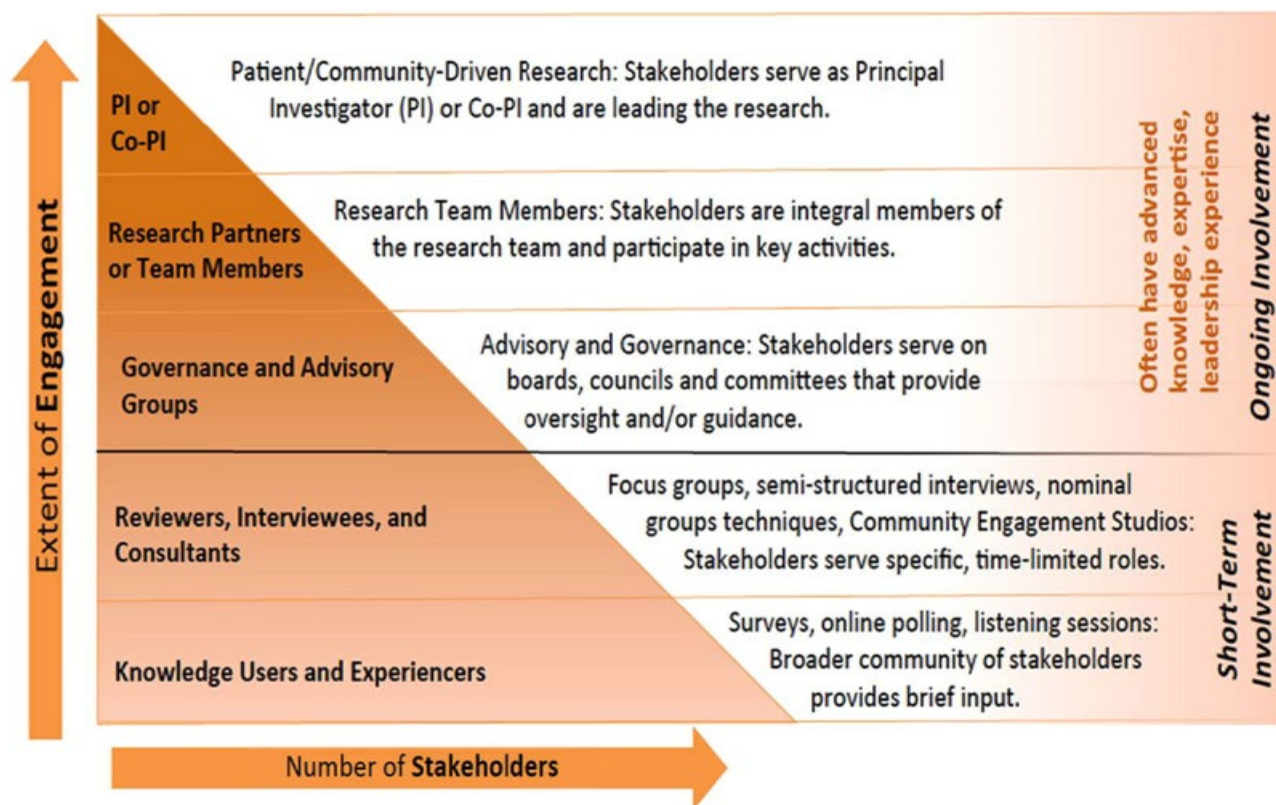 Extent of Engagement
PI or
Co-PI
Patient/Community-Driven Research: Stakeholders serve as Principal
Investigator (PI) or Co-PI and are leading the research.
Research Partners
or Team Members
Research Team Members: Stakeholders are integral members of
the research team and participate in key activities.
Governance and Advisory
Groups
Advisory and Governance: Stakeholders serve on
boards, councils and committees that provide
oversight and/or guidance.
Often have advanced
knowledge, expertise,
leadership experience
Ongoing Involvement
Reviewers, Interviewees, and
Consultants
Focus groups, semi-structured interviews, nominal
groups techniques, Community Engagement Studios:
Stakeholders serve specific, time-limited roles.
Knowledge Users and Experiencers
Surveys, online polling, listening sessions:
Broader community of stakeholders
provides brief input.
Short-Term
Involvement
Number of Stakeholders